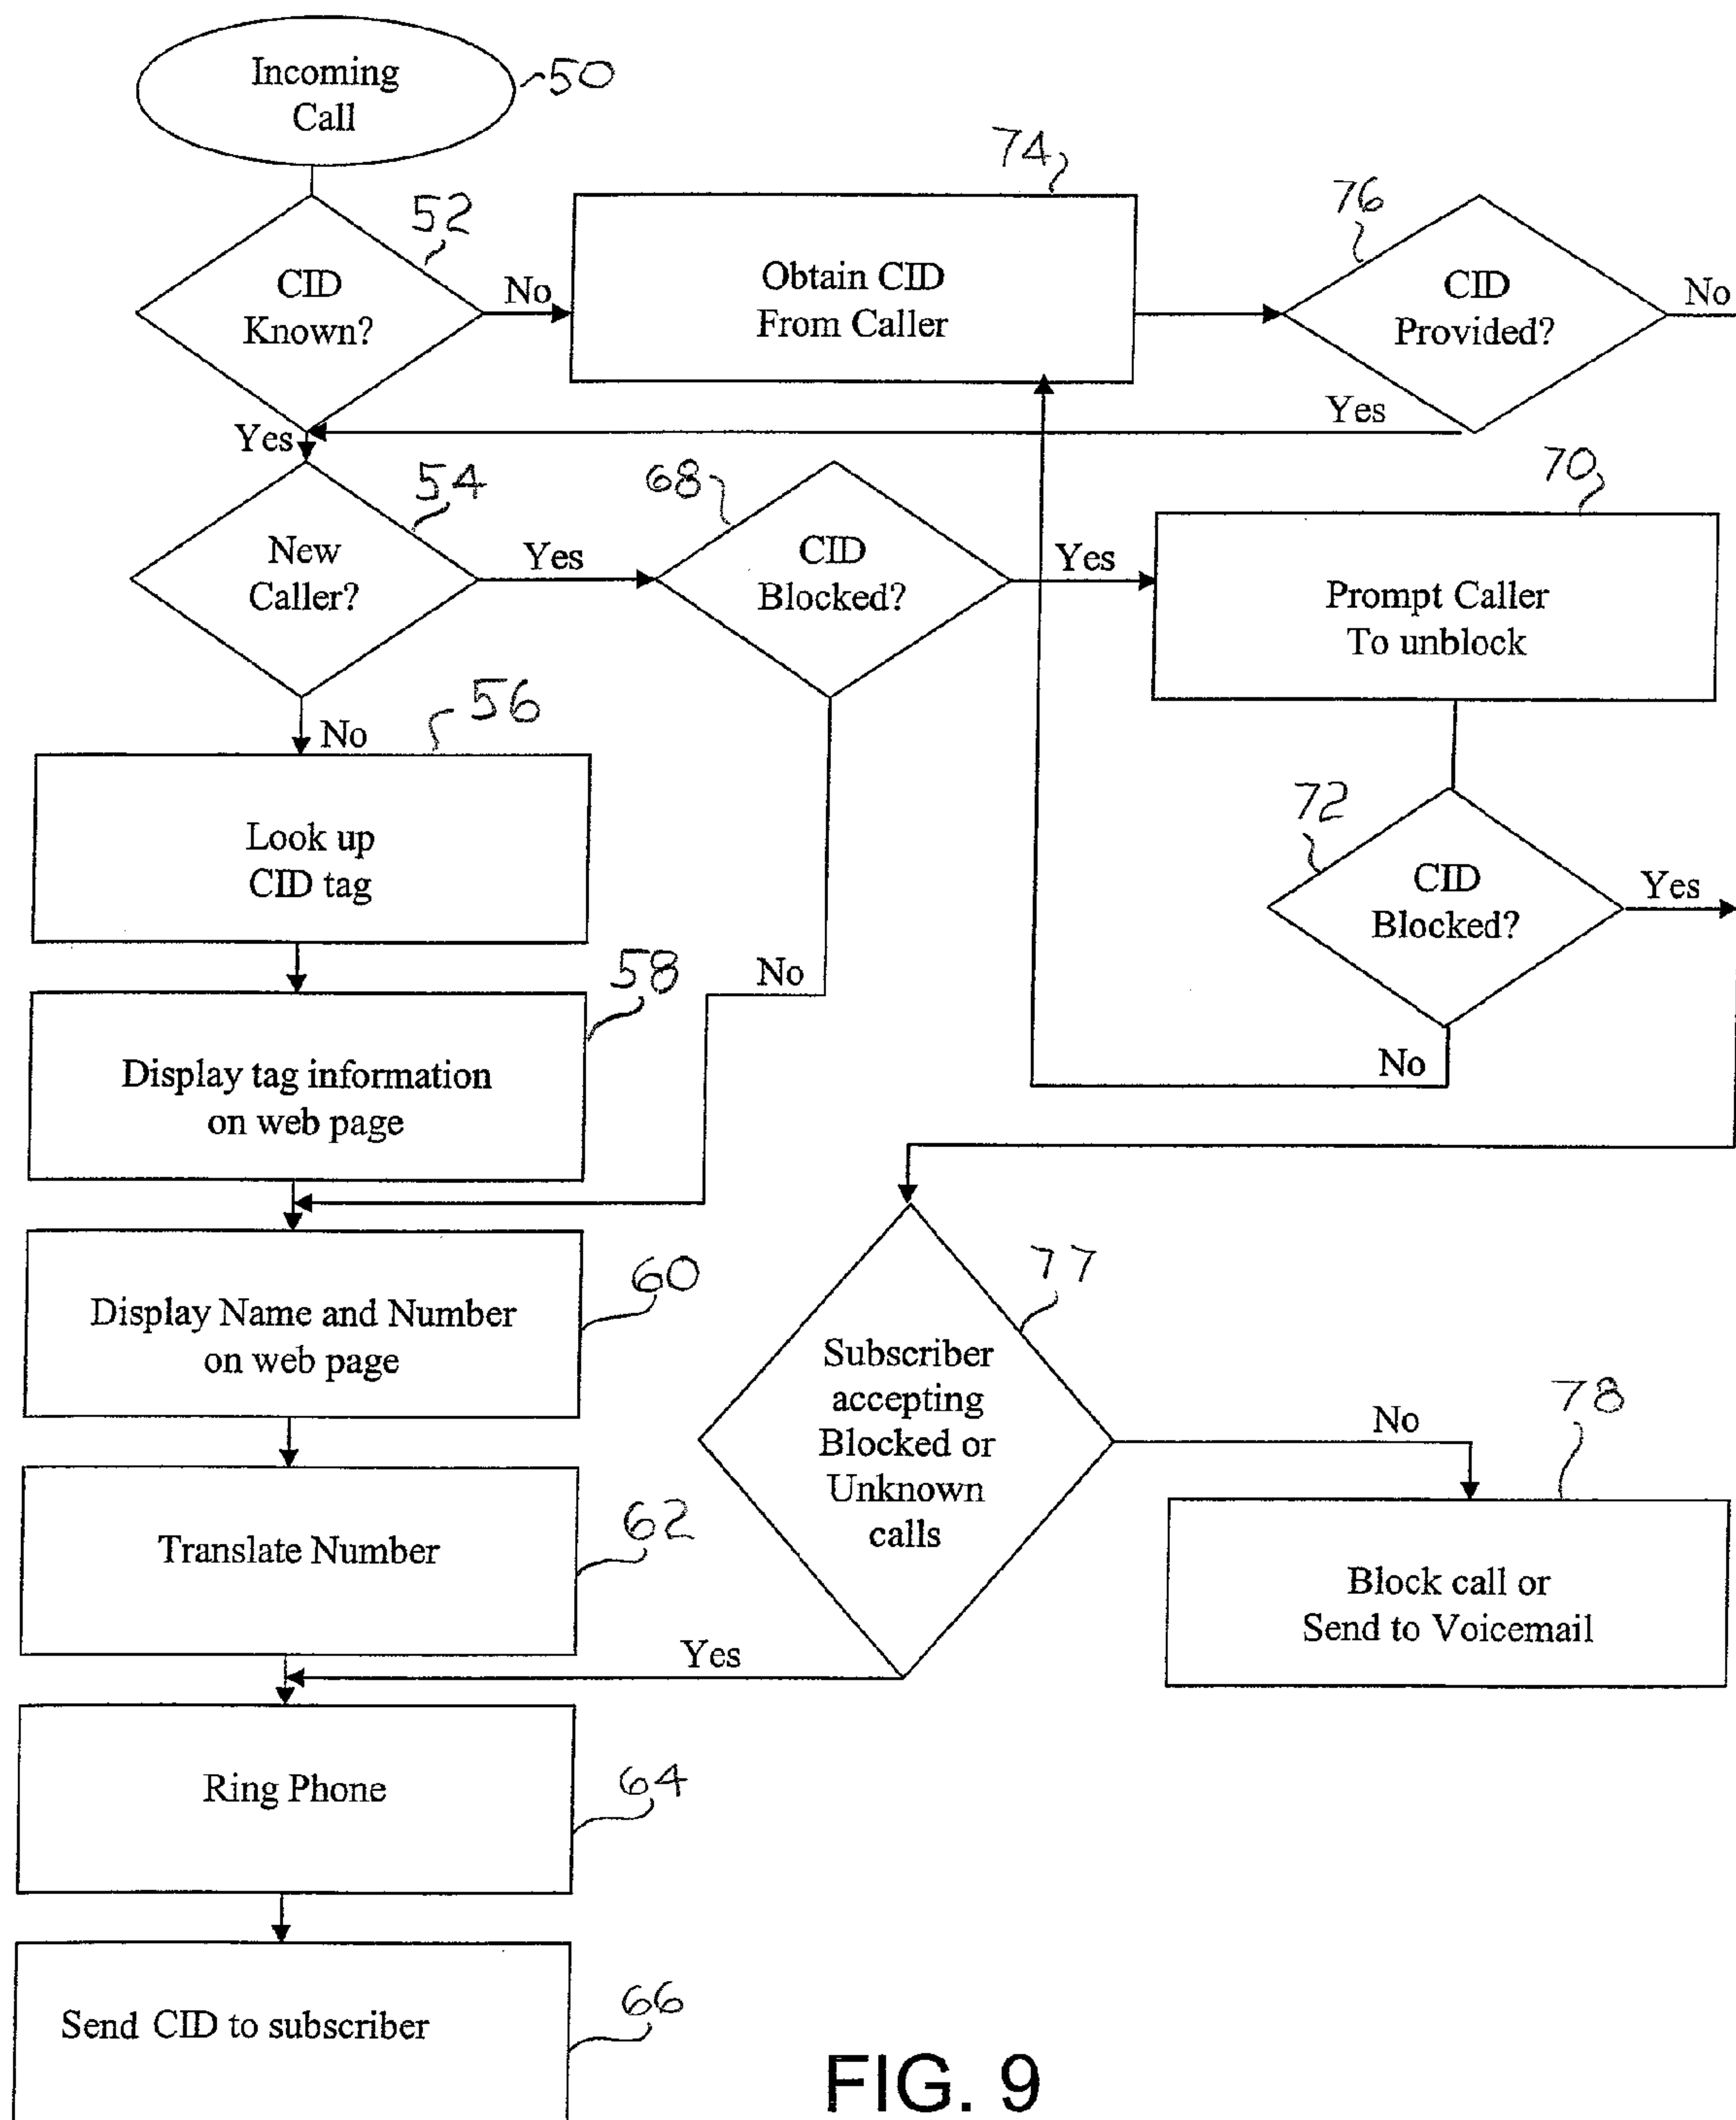 Incoming
Call
50
52
CID
Known?
No
74
Obtain CID
From Caller
76
CID
Provided?
No
Yes
Yes
54
New
Caller?
Yes
68
CID
Blocked?
Yes
70
Prompt Caller
To unblock
No
56
Look up
CID tag
72
CID
Blocked?
Yes
No
No
58
Display tag information
on web page
60
Display Name and Number
on web page
77
Subscriber
accepting
Blocked or
Unknown
calls
No
78
Block call or
Send to Voicemail
62
Translate Number
Yes
64
Ring Phone
66
Send CID to subscriber
FIG. 9